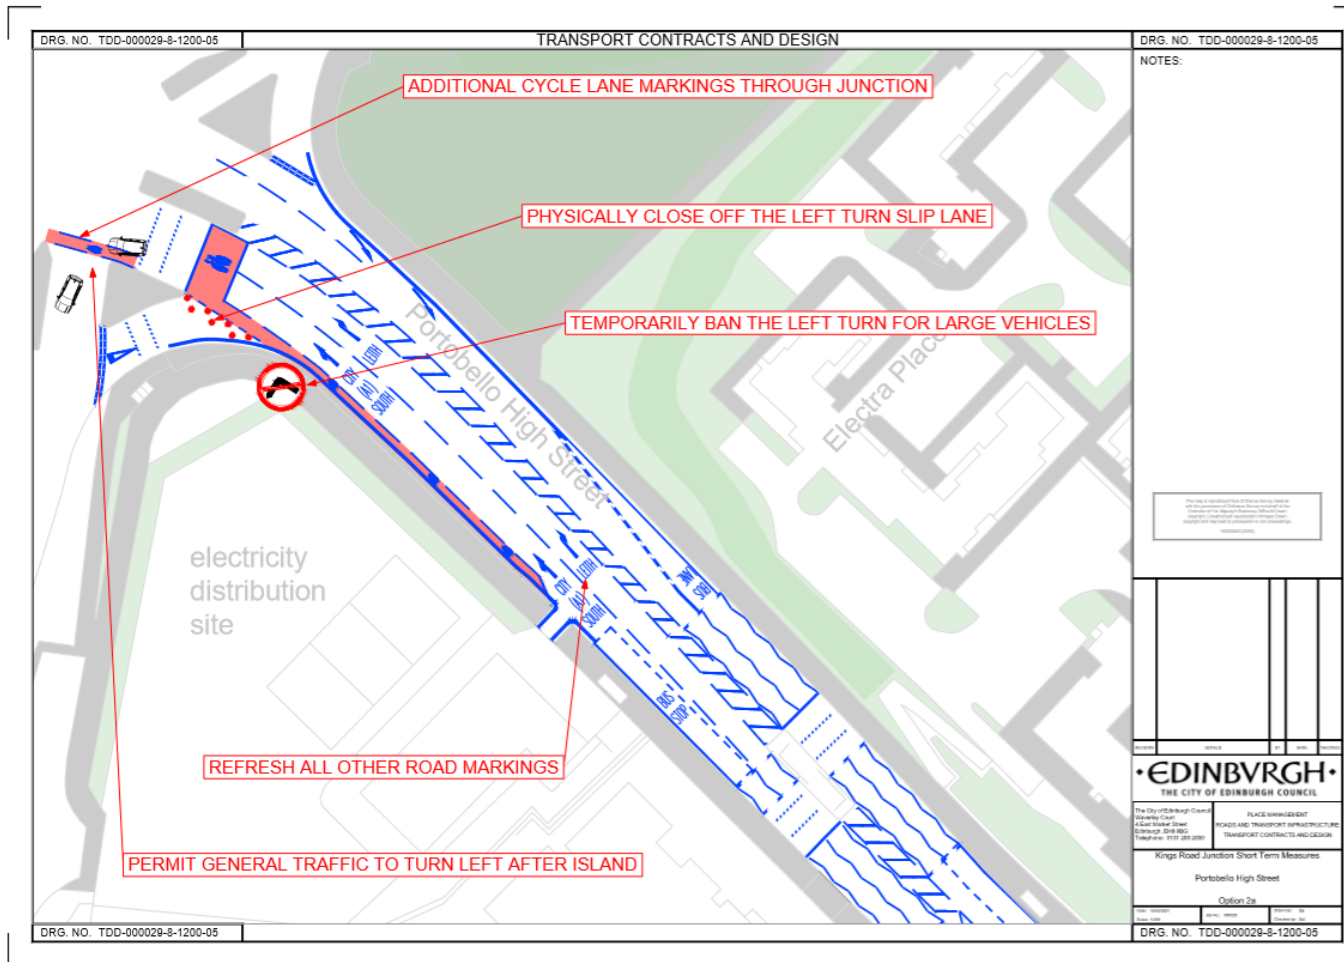 DRG. NO. TDD-000029-8-1200-05
TRANSPORT CONTRACTS AND DESIGN
DRG. NO. TDD-000029-8-1200-05
NOTES:
ADDITIONAL CYCLE LANE MARKINGS THROUGH JUNCTION
PHYSICALLY CLOSE OFF THE LEFT TURN SLIP LANE
TEMPORARILY BAN THE LEFT TURN FOR LARGE VEHICLES
Portobello High Street
Electra Place
LEITH
CITY
(A1)
SOUTH
electricity
distribution
site
LEITH
CITY
(A1)
SOUTH
BUS
LANE
BUS
STOP
REFRESH ALL OTHER ROAD MARKINGS
PERMIT GENERAL TRAFFIC TO TURN LEFT AFTER ISLAND
·EDINBVRGH·
THE CITY OF EDINBURGH COUNCIL
The City of Edinburgh Council
Waverley Court
4 East Market Street
Edinburgh, EH8 8BG
PLACE MANAGEMENT
ROADS AND TRANSPORT INFRASTRUCTURE
TRANSPORT CONTRACTS AND DESIGN
Kings Road Junction Short Term Measures
Portobello High Street
Option 2a
DRG. NO. TDD-000029-8-1200-05
DRG. NO. TDD-000029-8-1200-05